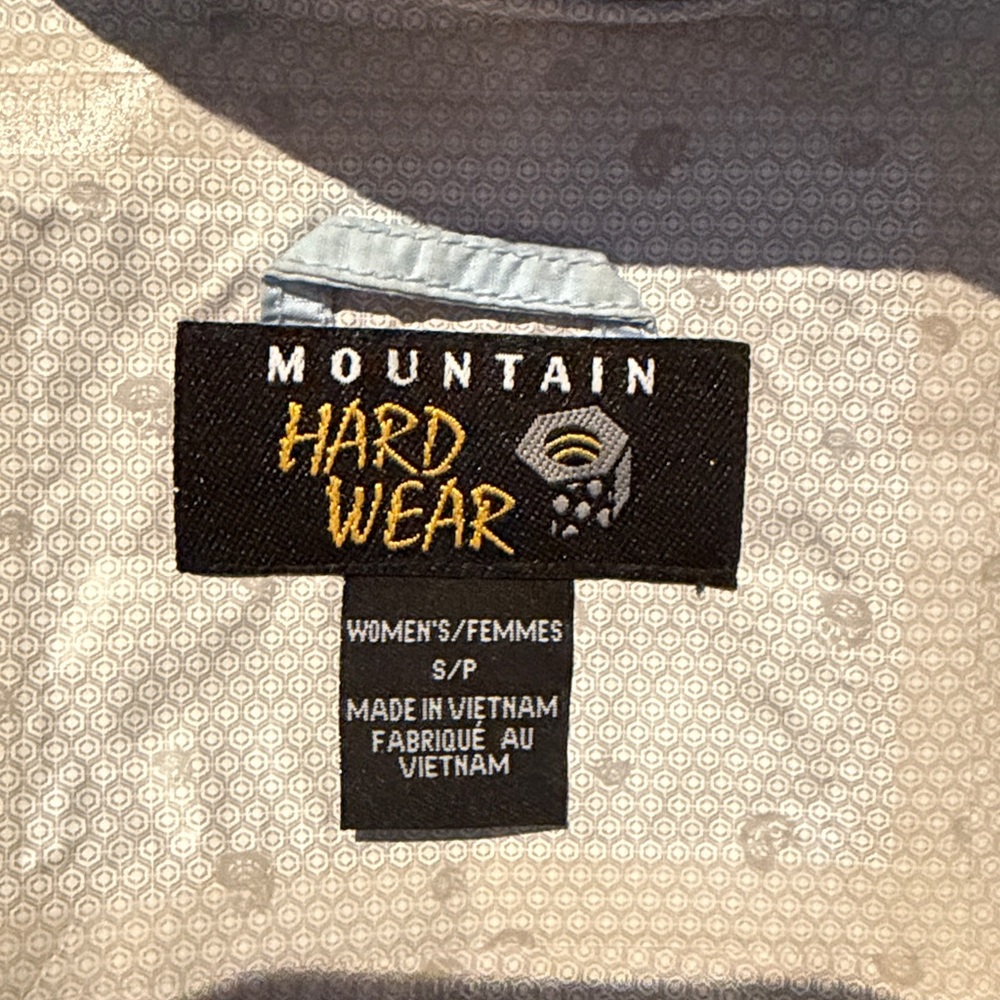 MOUNTAIN
HARD
WEAR
WOMEN'S/FEMMES
S/P
MADE IN VIETNAM
FABRIQUÉ AU
VIETNAM